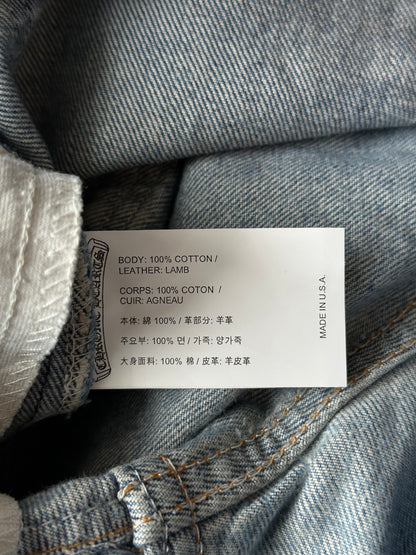 BODY: 100% COTTON /
LEATHER: LAMB
CORPS: 100% COTON /
CUIR: AGNEAU
本体: 綿 100% / 革部分: 羊革
주요부: 100% 면 / 가죽: 양가죽
大身面料: 100% 棉 / 皮革: 羊皮革
MADE IN U.S.A.
CHROME HEARTS